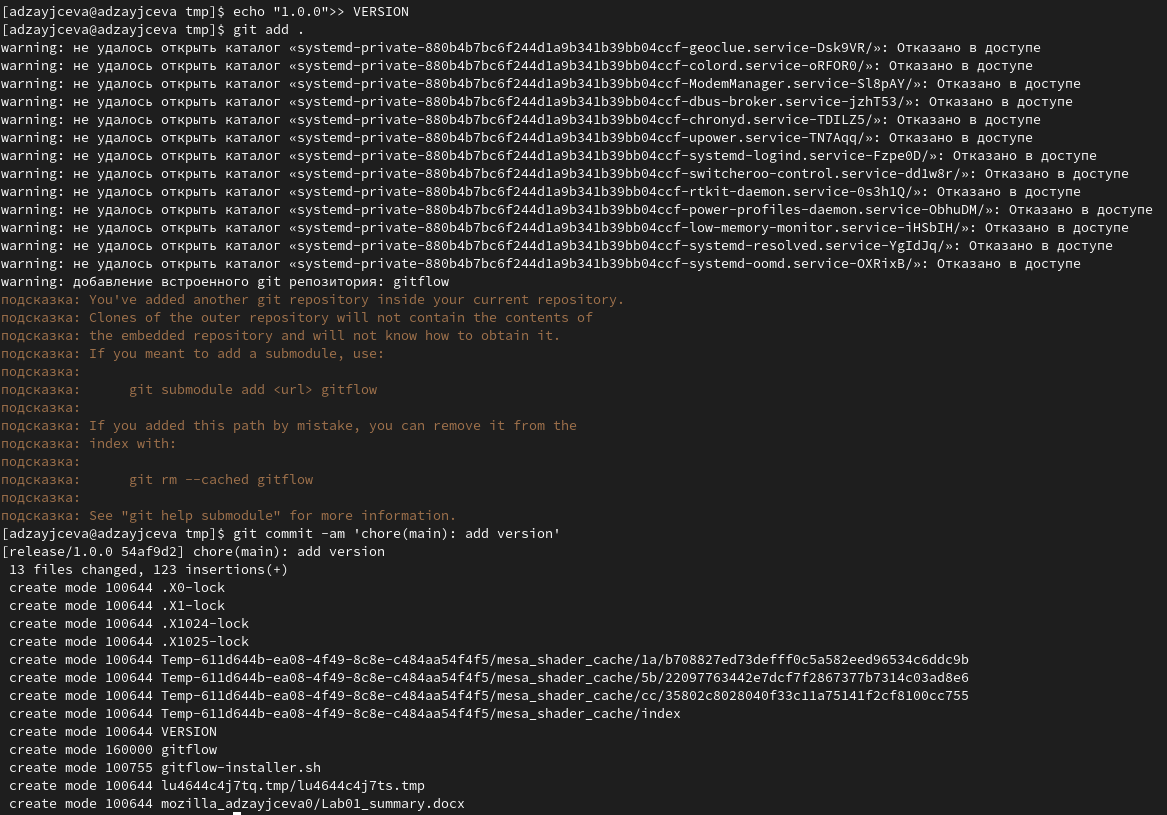 [adzayjceva@adzayjceva tmp]$ echo "1.0.0">> VERSION
[adzayjceva@adzayjceva tmp]$ git add .
warning: не удалось открыть каталог «systemd-private-880b4b7bc6f244d1a9b341b39bb04ccf-geoclue.service-Dsk9VR/»: Отказано в доступе
warning: не удалось открыть каталог «systemd-private-880b4b7bc6f244d1a9b341b39bb04ccf-colord.service-oRFOR0/»: Отказано в доступе
warning: не удалось открыть каталог «systemd-private-880b4b7bc6f244d1a9b341b39bb04ccf-ModemManager.service-Sl8pAY/»: Отказано в доступе
warning: не удалось открыть каталог «systemd-private-880b4b7bc6f244d1a9b341b39bb04ccf-dbus-broker.service-jzhT53/»: Отказано в доступе
warning: не удалось открыть каталог «systemd-private-880b4b7bc6f244d1a9b341b39bb04ccf-chronyd.service-TDILZ5/»: Отказано в доступе
warning: не удалось открыть каталог «systemd-private-880b4b7bc6f244d1a9b341b39bb04ccf-upower.service-TN7Aqq/»: Отказано в доступе
warning: не удалось открыть каталог «systemd-private-880b4b7bc6f244d1a9b341b39bb04ccf-systemd-logind.service-Fzpe0D/»: Отказано в доступе
warning: не удалось открыть каталог «systemd-private-880b4b7bc6f244d1a9b341b39bb04ccf-switcheroo-control.service-dd1w8r/»: Отказано в доступе
warning: не удалось открыть каталог «systemd-private-880b4b7bc6f244d1a9b341b39bb04ccf-rtkit-daemon.service-0s3h1Q/»: Отказано в доступе
warning: не удалось открыть каталог «systemd-private-880b4b7bc6f244d1a9b341b39bb04ccf-power-profiles-daemon.service-ObhuDM/»: Отказано в доступе
warning: не удалось открыть каталог «systemd-private-880b4b7bc6f244d1a9b341b39bb04ccf-low-memory-monitor.service-iHSbIH/»: Отказано в доступе
warning: не удалось открыть каталог «systemd-private-880b4b7bc6f244d1a9b341b39bb04ccf-systemd-resolved.service-YgIdJq/»: Отказано в доступе
warning: не удалось открыть каталог «systemd-private-880b4b7bc6f244d1a9b341b39bb04ccf-systemd-oomd.service-OXRixB/»: Отказано в доступе
warning: добавление встроенного git репозитория: gitflow
подсказка: You've added another git repository inside your current repository.
подсказка: Clones of the outer repository will not contain the contents of
подсказка: the embedded repository and will not know how to obtain it.
подсказка: If you meant to add a submodule, use:
подсказка:
подсказка:      git submodule add <url> gitflow
подсказка:
подсказка: If you added this path by mistake, you can remove it from the
подсказка: index with:
подсказка:
подсказка:      git rm --cached gitflow
подсказка:
подсказка: See "git help submodule" for more information.
[adzayjceva@adzayjceva tmp]$ git commit -am 'chore(main): add version'
[release/1.0.0 54af9d2] chore(main): add version
 13 files changed, 123 insertions(+)
 create mode 100644 .X0-lock
 create mode 100644 .X1-lock
 create mode 100644 .X1024-lock
 create mode 100644 .X1025-lock
 create mode 100644 Temp-611d644b-ea08-4f49-8c8e-c484aa54f4f5/mesa_shader_cache/1a/b708827ed73defff0c5a582eed96534c6ddc9b
 create mode 100644 Temp-611d644b-ea08-4f49-8c8e-c484aa54f4f5/mesa_shader_cache/5b/22097763442e7dcf7f2867377b7314c03ad8e6
 create mode 100644 Temp-611d644b-ea08-4f49-8c8e-c484aa54f4f5/mesa_shader_cache/cc/35802c8028040f33c11a75141f2cf8100cc755
 create mode 100644 Temp-611d644b-ea08-4f49-8c8e-c484aa54f4f5/mesa_shader_cache/index
 create mode 100644 VERSION
 create mode 160000 gitflow
 create mode 100755 gitflow-installer.sh
 create mode 100644 lu4644c4j7tq.tmp/lu4644c4j7ts.tmp
 create mode 100644 mozilla_adzayjceva0/Lab01_summary.docx